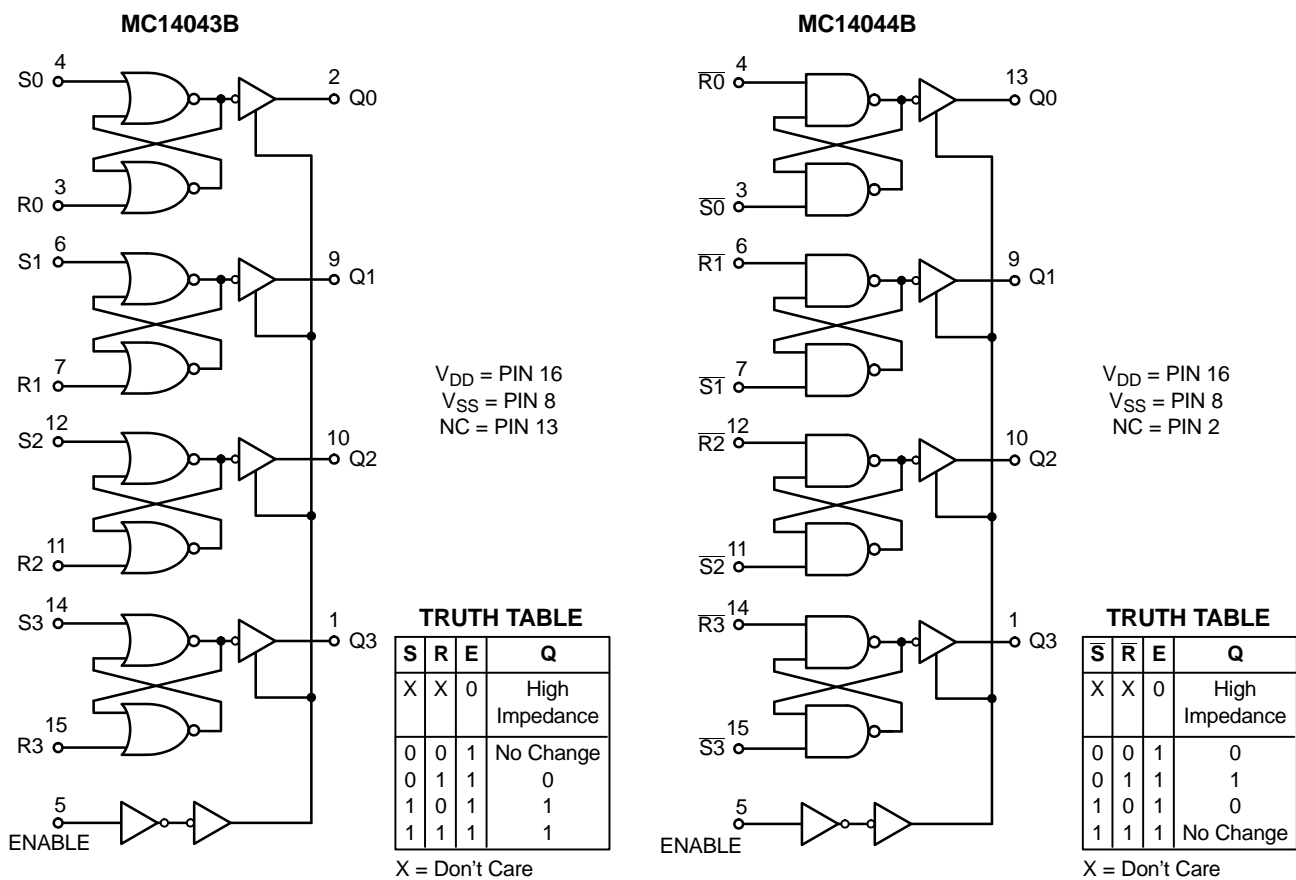 MC14043B
S0 4
2 Q0
R0 3
S1 6
9 Q1
R1 7
S2 12
10 Q2
R2 11
S3 14
1 Q3
R3 15
5
ENABLE
V_DD = PIN 16
V_SS = PIN 8
NC = PIN 13
TRUTH TABLE
S R E Q
X X 0 High Impedance
0 0 1 No Change
0 1 1 0
1 0 1 1
1 1 1 1
X = Don't Care
MC14044B
R̅0̅ 4
13 Q0
S̅0̅ 3
R̅1̅ 6
9 Q1
S̅1̅ 7
R̅2̅ 12
10 Q2
S̅2̅ 11
R̅3̅ 14
1 Q3
S̅3̅ 15
5
ENABLE
V_DD = PIN 16
V_SS = PIN 8
NC = PIN 2
TRUTH TABLE
S̅ R̅ E Q
X X 0 High Impedance
0 0 1 0
0 1 1 1
1 0 1 0
1 1 1 No Change
X = Don't Care